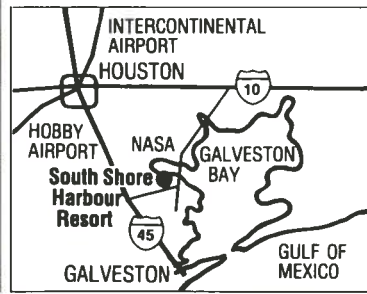 INTERCONTINENTAL
AIRPORT
HOUSTON
10
HOBBY
AIRPORT
NASA
GALVESTON
BAY
South Shore
Harbour
Resort
45
GALVESTON
GULF OF
MEXICO